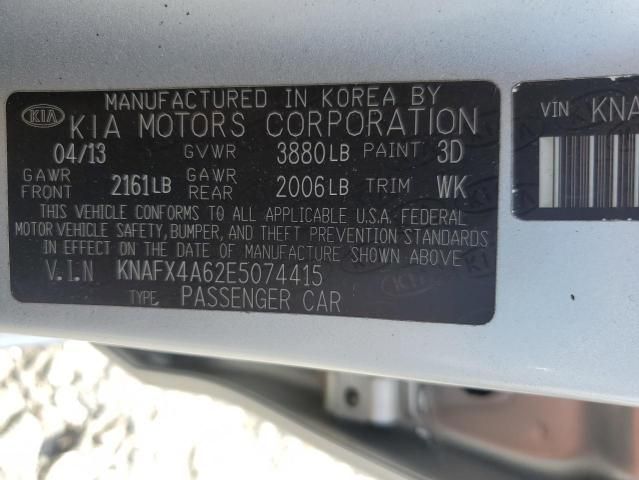 MANUFACTURED IN KOREA BY
KIA KIA MOTORS CORPORATION
04/13 GVWR 3880LB PAINT 3D
GAWR FRONT 2161LB GAWR REAR 2006LB TRIM WK
THIS VEHICLE CONFORMS TO ALL APPLICABLE U.S.A. FEDERAL
MOTOR VEHICLE SAFETY, BUMPER, AND THEFT PREVENTION STANDARDS
IN EFFECT ON THE DATE OF MANUFACTURE SHOWN ABOVE.
V.I.N KNAFX4A62E5074415
TYPE: PASSENGER CAR
VIN KNA